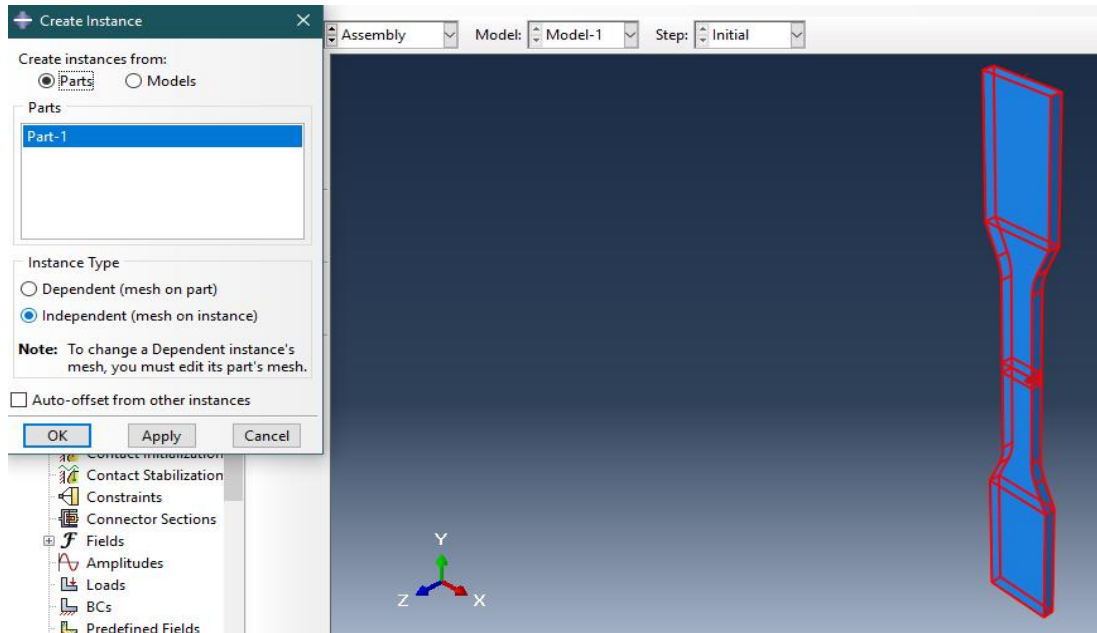 Create Instance
Assembly Model: Model-1 Step: Initial
Create instances from:
Parts Models
Parts
Part-1
Instance Type
Dependent (mesh on part)
Independent (mesh on instance)
Note: To change a Dependent instance's
mesh, you must edit its part's mesh.
Auto-offset from other instances
OK Apply Cancel
Contact Initialization
Contact Stabilization
Constraints
Connector Sections
Fields
Amplitudes
Loads
BCs
Predefined Fields
Y
Z X